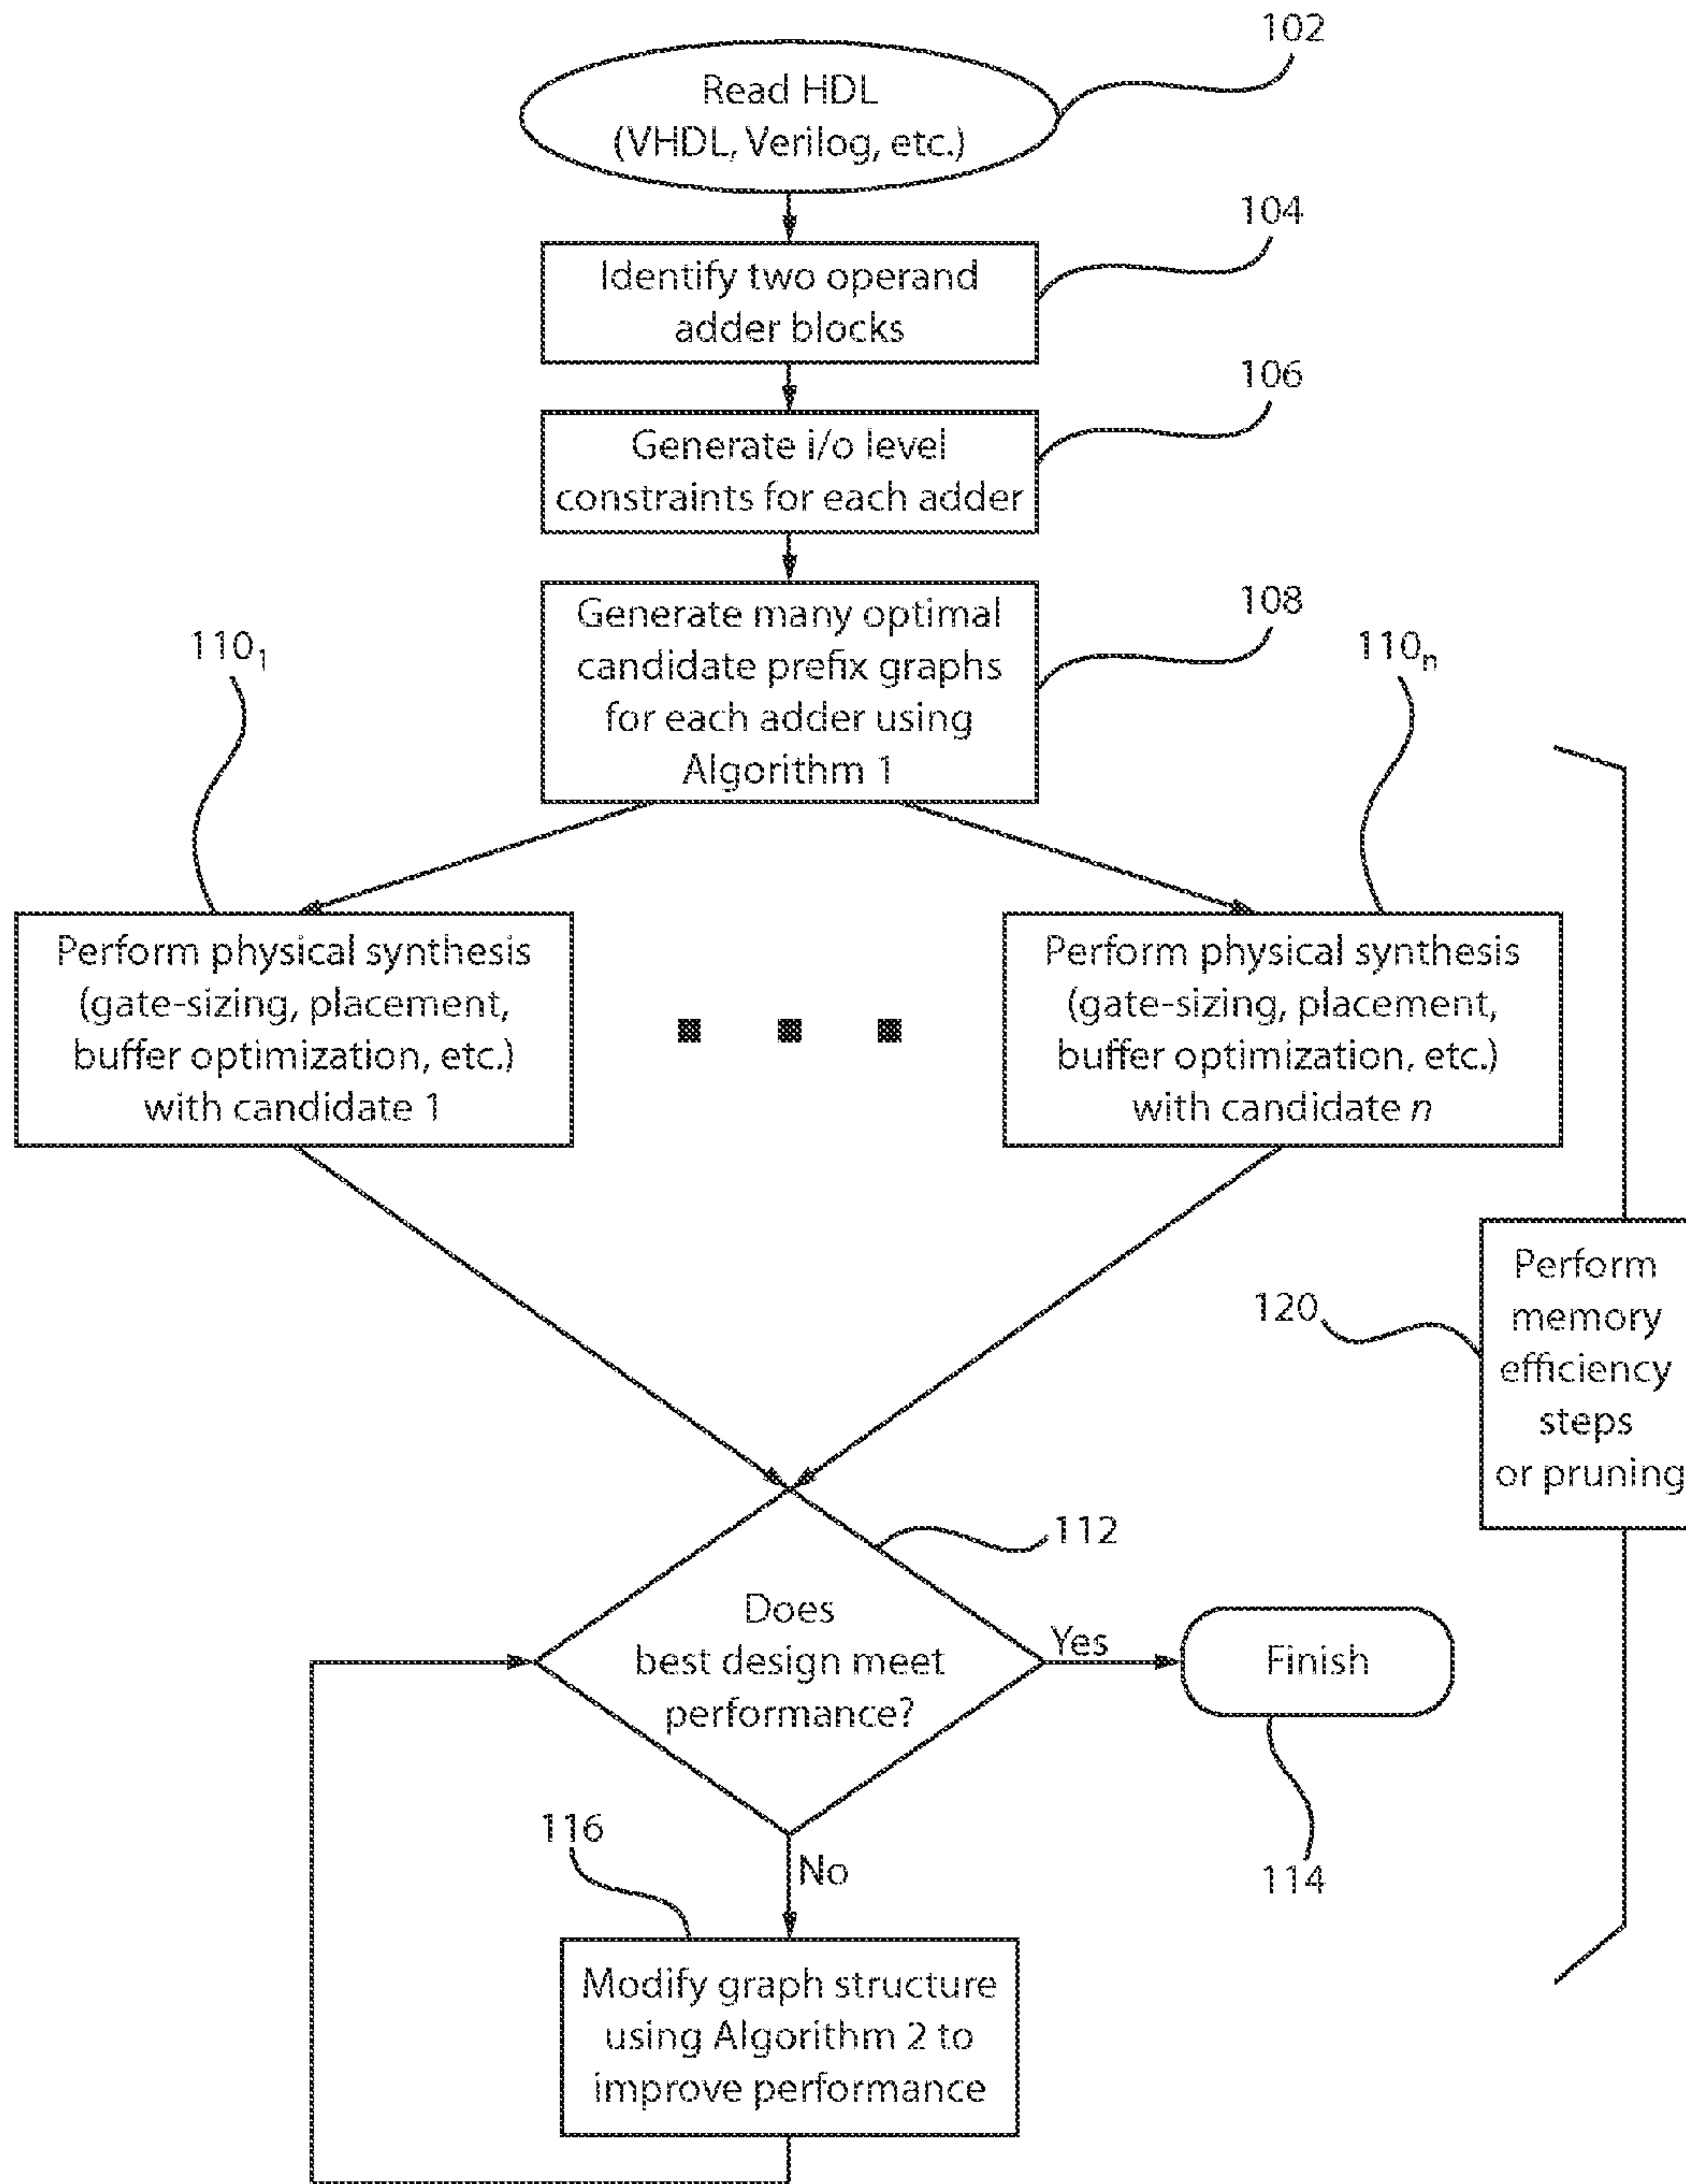 102
Read HDL
(VHDL, Verilog, etc.)
104
Identify two operand
adder blocks
106
Generate i/o level
constraints for each adder
108
Generate many optimal
candidate prefix graphs
for each adder using
Algorithm 1
110₁
110ₙ
Perform physical synthesis
(gate-sizing, placement,
buffer optimization, etc.)
with candidate 1
Perform physical synthesis
(gate-sizing, placement,
buffer optimization, etc.)
with candidate n
120
Perform
memory
efficiency
steps
or pruning
112
Does
best design meet
performance?
Yes
Finish
114
116
No
Modify graph structure
using Algorithm 2 to
improve performance